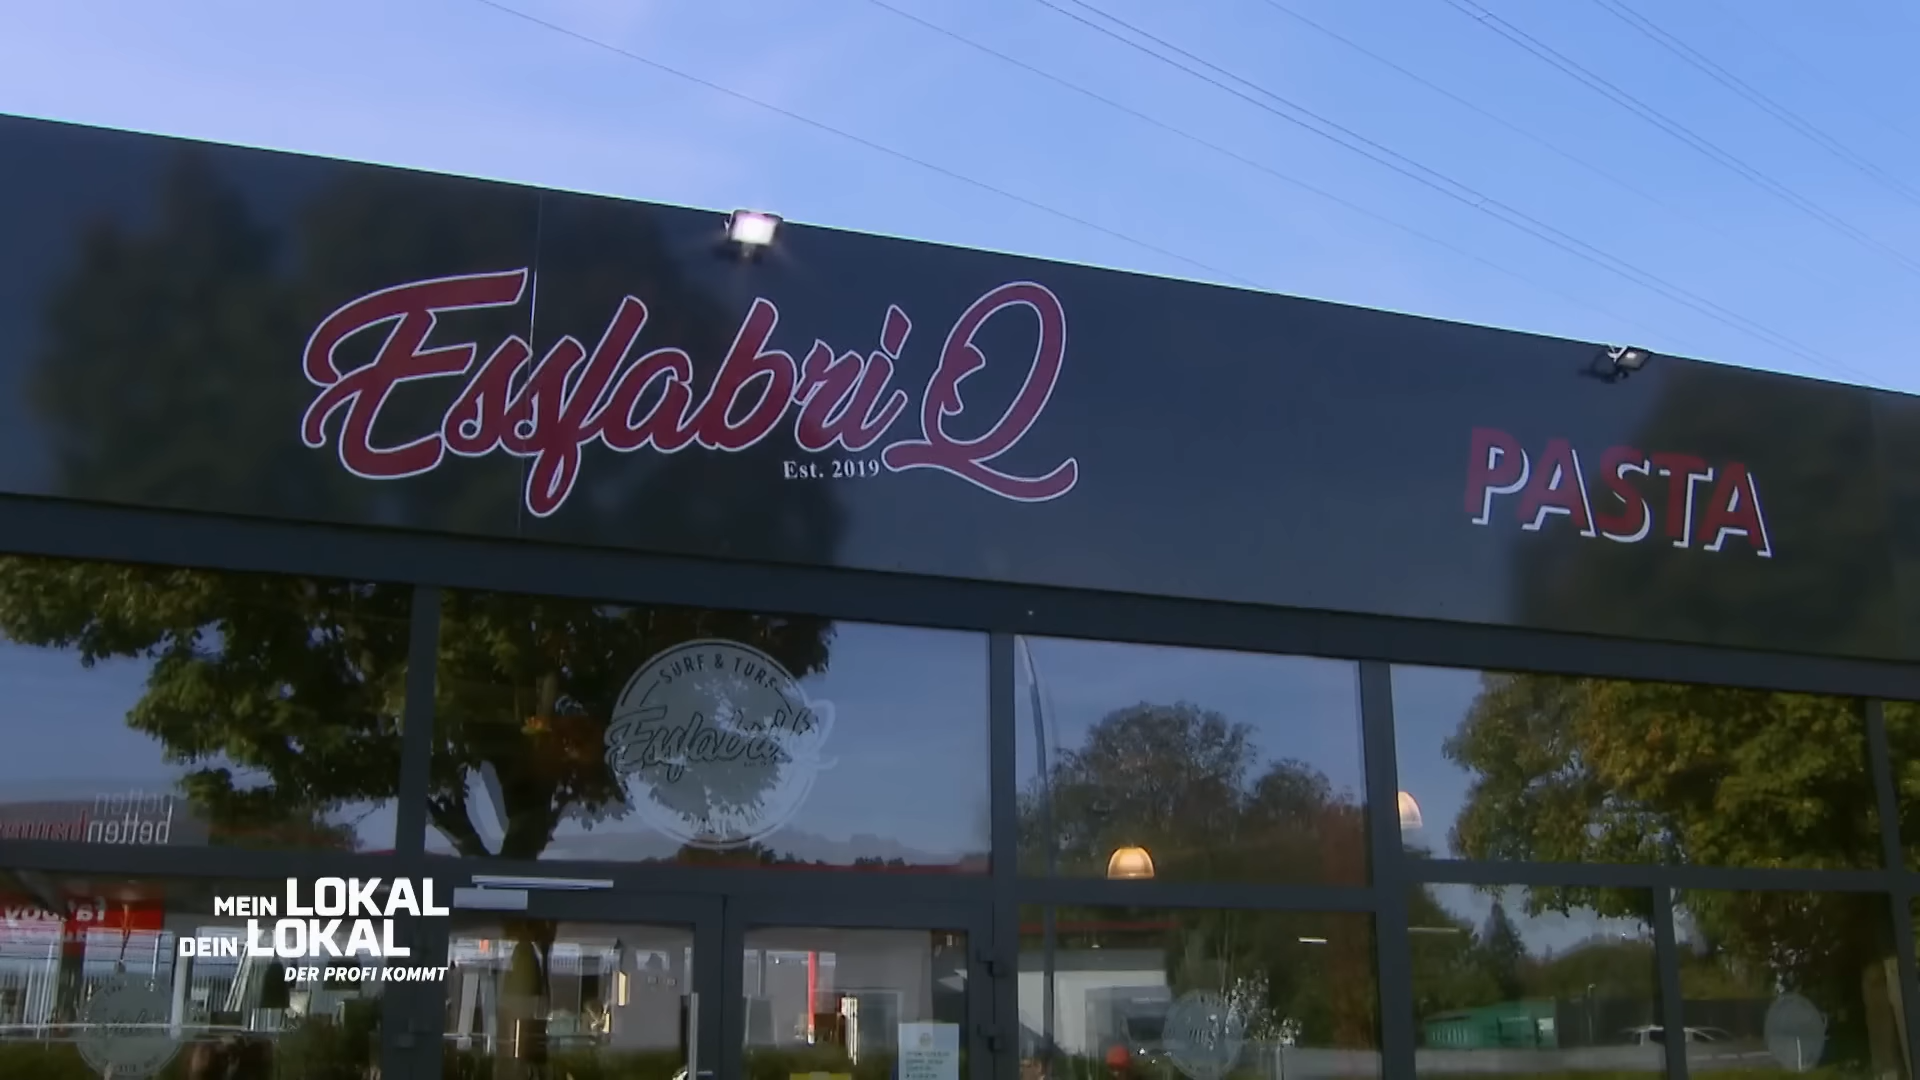 EssfabriQ
Est. 2019
PASTA
SURF & TURF
EssfabriQ
betten
MEIN LOKAL
DEIN LOKAL
DER PROFI KOMMT